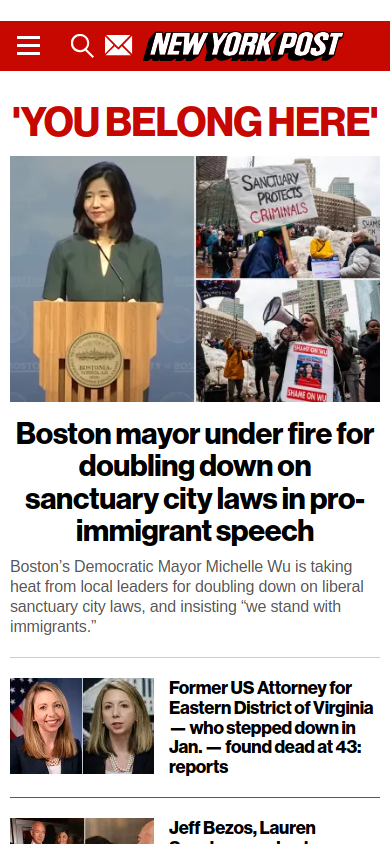 NEW YORK POST
'YOU BELONG HERE'
SANCTUARY
PROTECTS
CRIMINALS
SHAME ON WU
SHAME ON WU
BOSTONIA
Boston mayor under fire for
doubling down on
sanctuary city laws in pro-
immigrant speech
Boston’s Democratic Mayor Michelle Wu is taking
heat from local leaders for doubling down on liberal
sanctuary city laws, and insisting “we stand with
immigrants.”
Former US Attorney for
Eastern District of Virginia
— who stepped down in
Jan. — found dead at 43:
reports
Jeff Bezos, Lauren